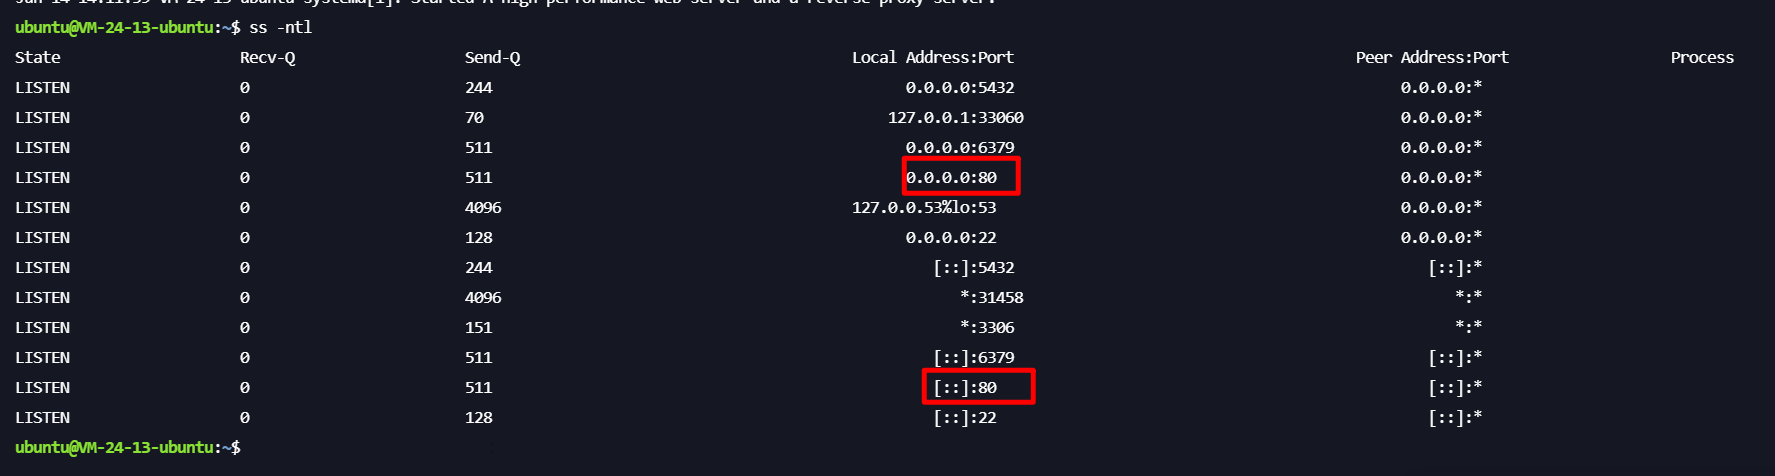 ubuntu@VM-24-13-ubuntu:~$ ss -ntl
State Recv-Q Send-Q Local Address:Port Peer Address:Port Process
LISTEN 0 244 0.0.0.0:5432 0.0.0.0:*
LISTEN 0 70 127.0.0.1:33060 0.0.0.0:*
LISTEN 0 511 0.0.0.0:6379 0.0.0.0:*
LISTEN 0 511 0.0.0.0:80 0.0.0.0:*
LISTEN 0 4096 127.0.0.53%lo:53 0.0.0.0:*
LISTEN 0 128 0.0.0.0:22 0.0.0.0:*
LISTEN 0 244 [::]:5432 [::]:*
LISTEN 0 4096 *:31458 *:*
LISTEN 0 151 *:3306 *:*
LISTEN 0 511 [::]:6379 [::]:*
LISTEN 0 511 [::]:80 [::]:*
LISTEN 0 128 [::]:22 [::]:*
ubuntu@VM-24-13-ubuntu:~$